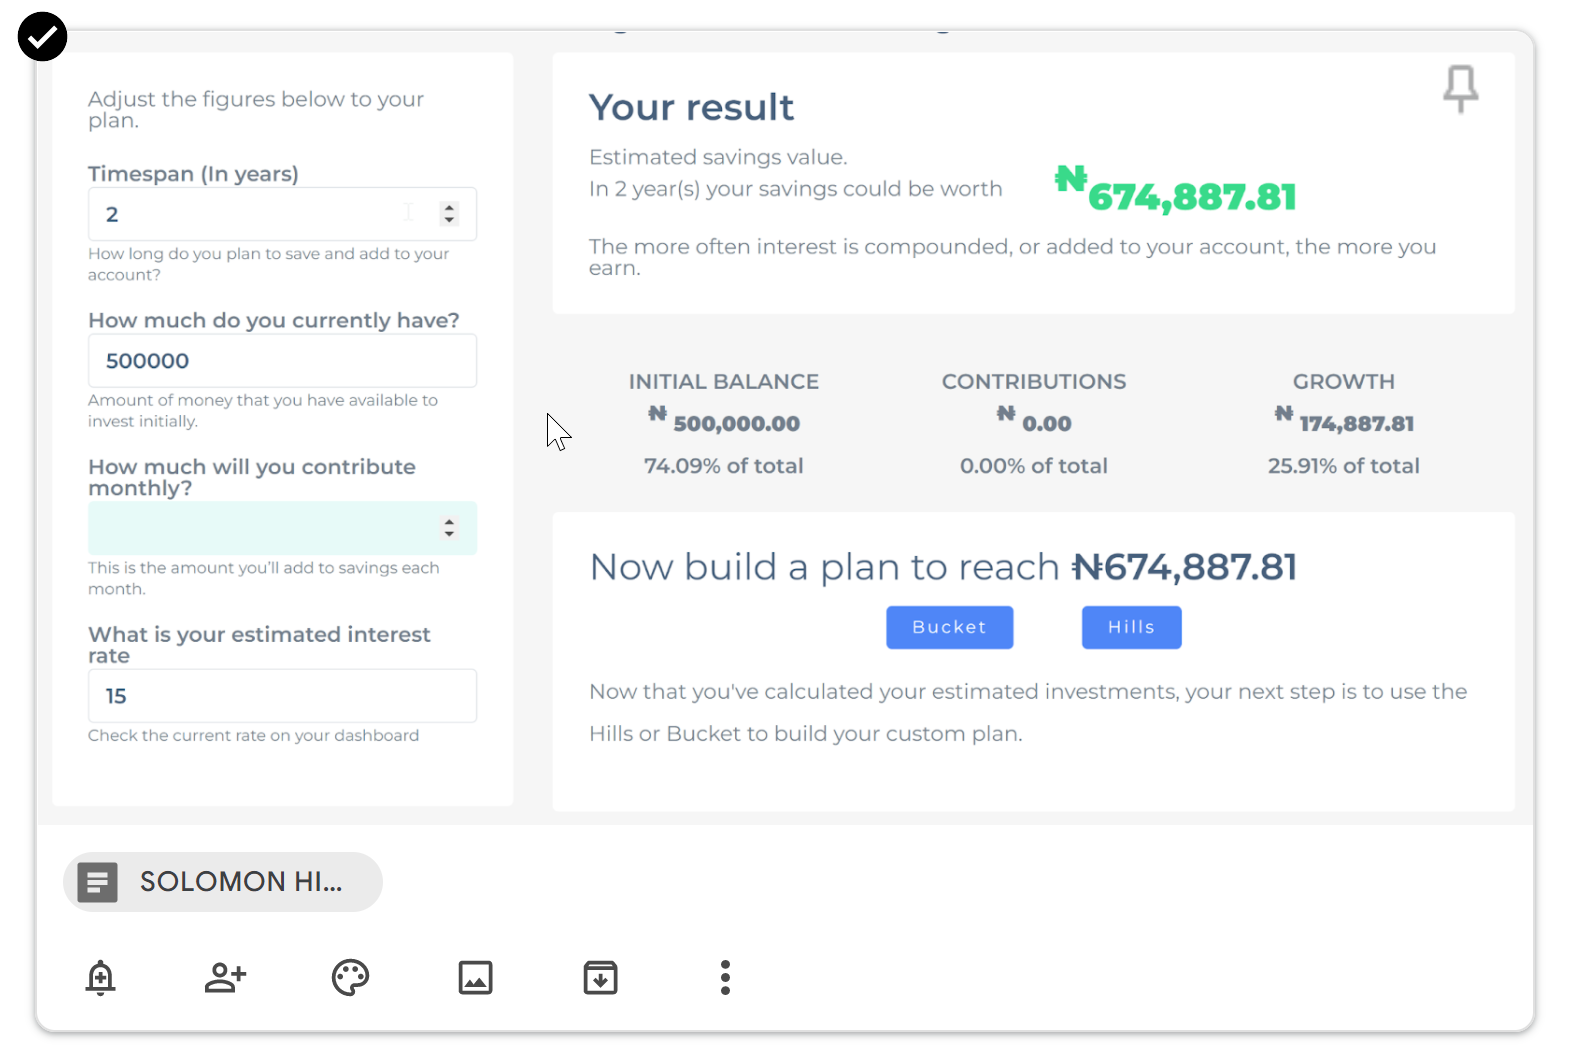 Adjust the figures below to your
plan.
Timespan (In years)
2
How long do you plan to save and add to your
account?
How much do you currently have?
500000
Amount of money that you have available to
invest initially.
How much will you contribute
monthly?
This is the amount you'll add to savings each
month.
What is your estimated interest
rate
15
Check the current rate on your dashboard
Your result
Estimated savings value.
In 2 year(s) your savings could be worth
₦674,887.81
The more often interest is compounded, or added to your account, the more you
earn.
INITIAL BALANCE
₦ 500,000.00
74.09% of total
CONTRIBUTIONS
₦ 0.00
0.00% of total
GROWTH
₦ 174,887.81
25.91% of total
Now build a plan to reach ₦674,887.81
Bucket
Hills
Now that you've calculated your estimated investments, your next step is to use the
Hills or Bucket to build your custom plan.
SOLOMON HI...